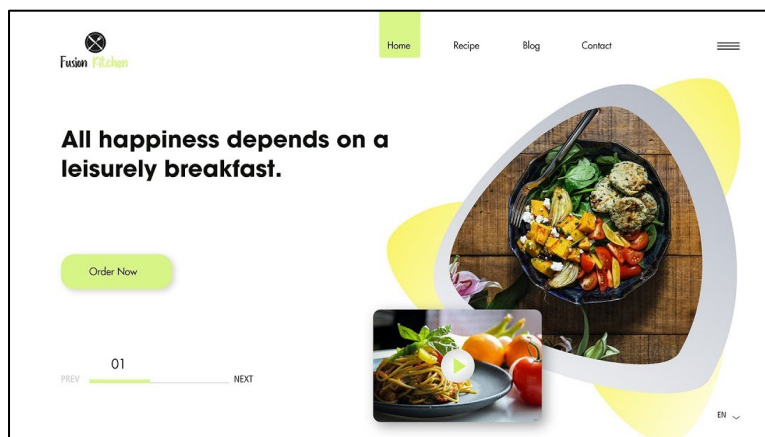 Fusion Kitchen
Home Recipe Blog Contact
All happiness depends on a
leisurely breakfast.
Order Now
01
PREV NEXT
EN